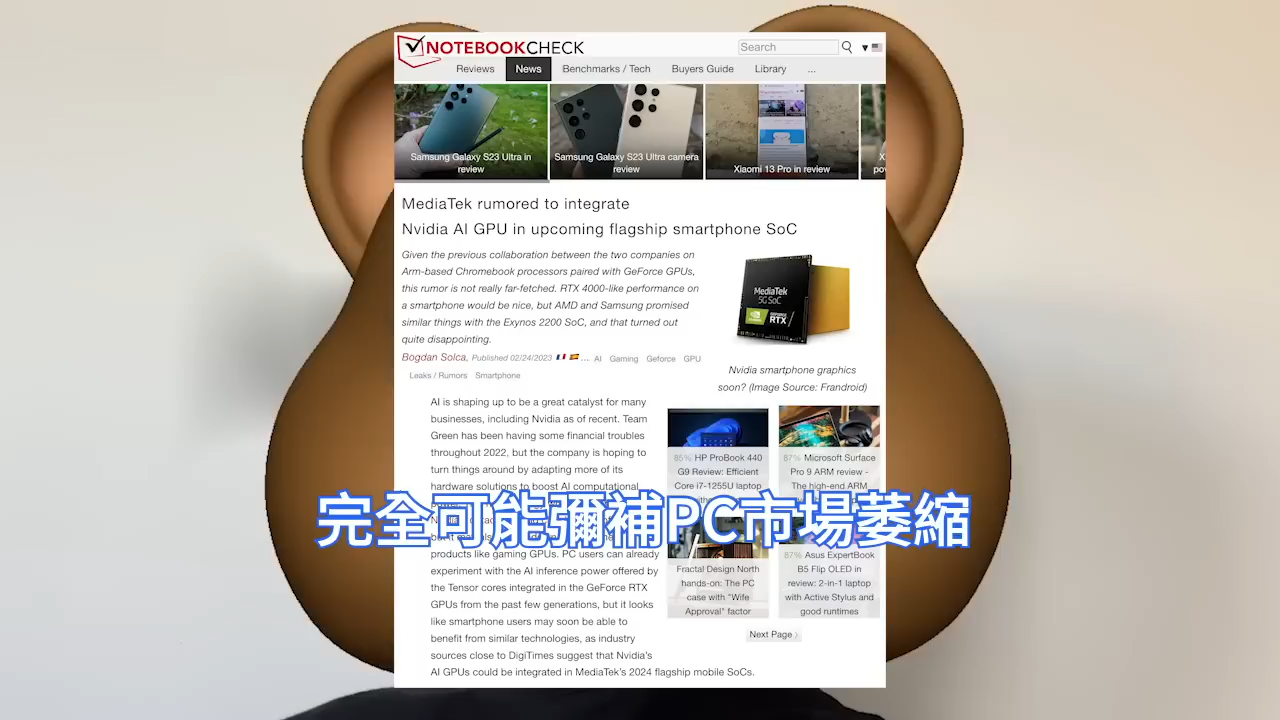 NOTEBOOKCHECK
Search
Reviews
News
Benchmarks / Tech
Buyers Guide
Library
...
Samsung Galaxy S23 Ultra in
review
Samsung Galaxy S23 Ultra camera
review
Xiaomi 13 Pro in review
MediaTek rumored to integrate
Nvidia AI GPU in upcoming flagship smartphone SoC
Given the previous collaboration between the two companies on
Arm-based Chromebook processors paired with GeForce GPUs,
this rumor is not really far-fetched. RTX 4000-like performance on
a smartphone would be nice, but AMD and Samsung promised
similar things with the Exynos 2200 SoC, and that turned out
quite disappointing.
Bogdan Solca, Published 02/24/2023 ... AI Gaming Geforce GPU
Leaks / Rumors Smartphone
MediaTek
5G SoC
GEFORCE
RTX
Nvidia smartphone graphics
soon? (Image Source: Frandroid)
AI is shaping up to be a great catalyst for many
businesses, including Nvidia as of recent. Team
Green has been having some financial troubles
throughout 2022, but the company is hoping to
turn things around by adapting more of its
hardware solutions to boost AI computational
products like gaming GPUs. PC users can already
experiment with the AI inference power offered by
the Tensor cores integrated in the GeForce RTX
GPUs from the past few generations, but it looks
like smartphone users may soon be able to
benefit from similar technologies, as industry
sources close to DigiTimes suggest that Nvidia's
AI GPUs could be integrated in MediaTek's 2024 flagship mobile SoCs.
85% HP ProBook 440
G9 Review: Efficient
Core i7-1255U laptop
87% Microsoft Surface
Pro 9 ARM review -
The high-end ARM
Fractal Design North
hands-on: The PC
case with "Wife
Approval" factor
87% Asus ExpertBook
B5 Flip OLED in
review: 2-in-1 laptop
with Active Stylus and
good runtimes
Next Page ›
完全可能彌補PC市場萎縮